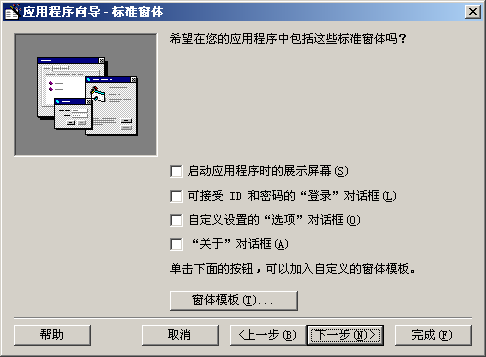 应用程序向导 - 标准窗体
希望在您的应用程序中包括这些标准窗体吗？
启动应用程序时的展示屏幕(S)
可接受 ID 和密码的“登录”对话框(L)
自定义设置的“选项”对话框(O)
“关于”对话框(A)
单击下面的按钮，可以加入自定义的窗体模板。
窗体模板(T)...
帮助
取消
<上一步(B)
下一步(N)>
完成(F)